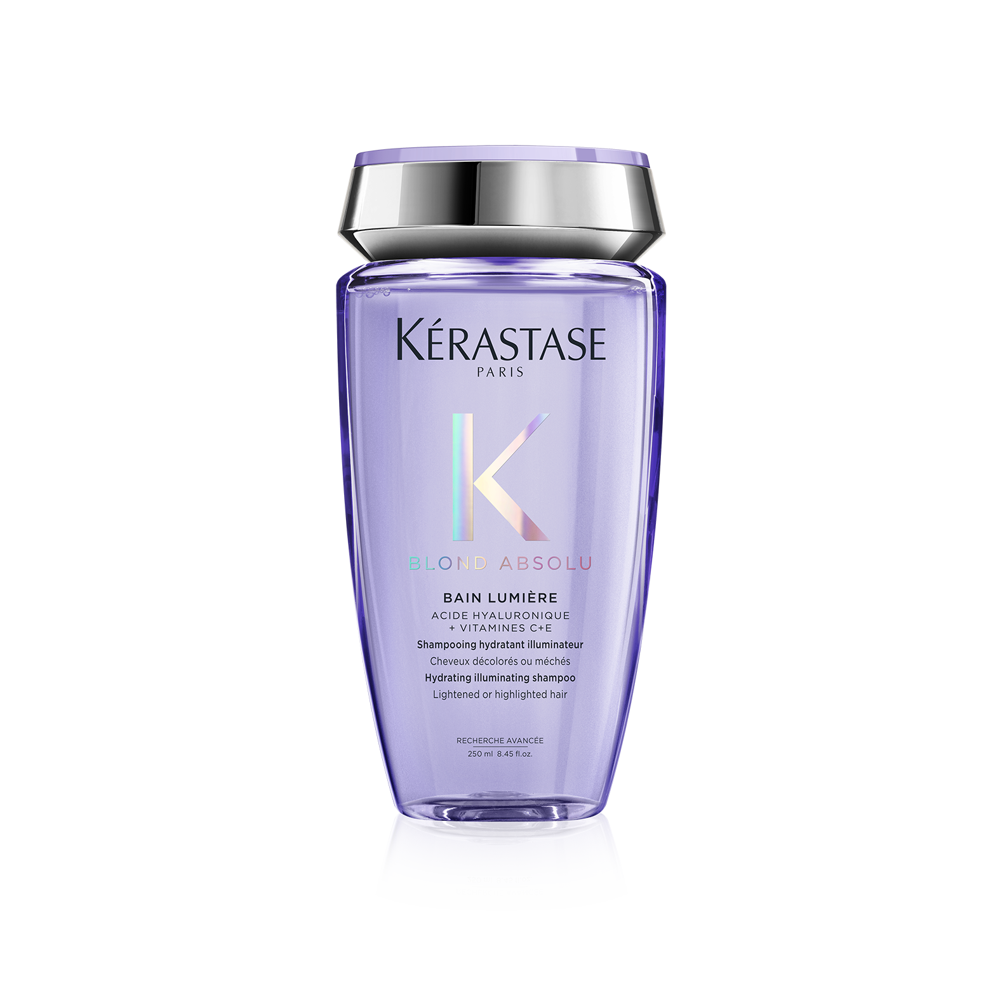 KÉRASTASE
PARIS
K
BLOND ABSOLU
BAIN LUMIÈRE
ACIDE HYALURONIQUE
+ VITAMINES C+E
Shampooing hydratant illuminateur
Cheveux décolorés ou méchés
Hydrating illuminating shampoo
Lightened or highlighted hair
RECHERCHE AVANCÉE
250 ml 8.45 fl.oz.